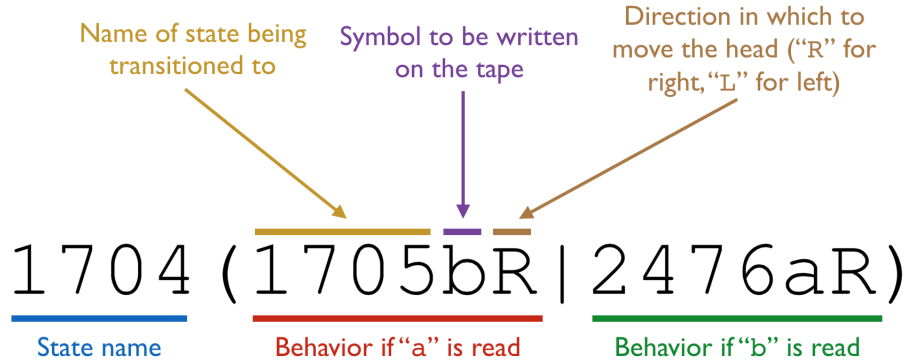 Name of state being
transitioned to
Symbol to be written
on the tape
Direction in which to
move the head (“R” for
right, “L” for left)
1704(1705bR|2476aR)
State name
Behavior if “a” is read
Behavior if “b” is read